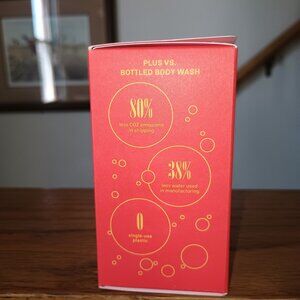 PLUS VS.
BOTTLED BODY WASH
80%
less CO2 emissions
in shipping
38%
less water used
in manufacturing
0
single-use
plastic